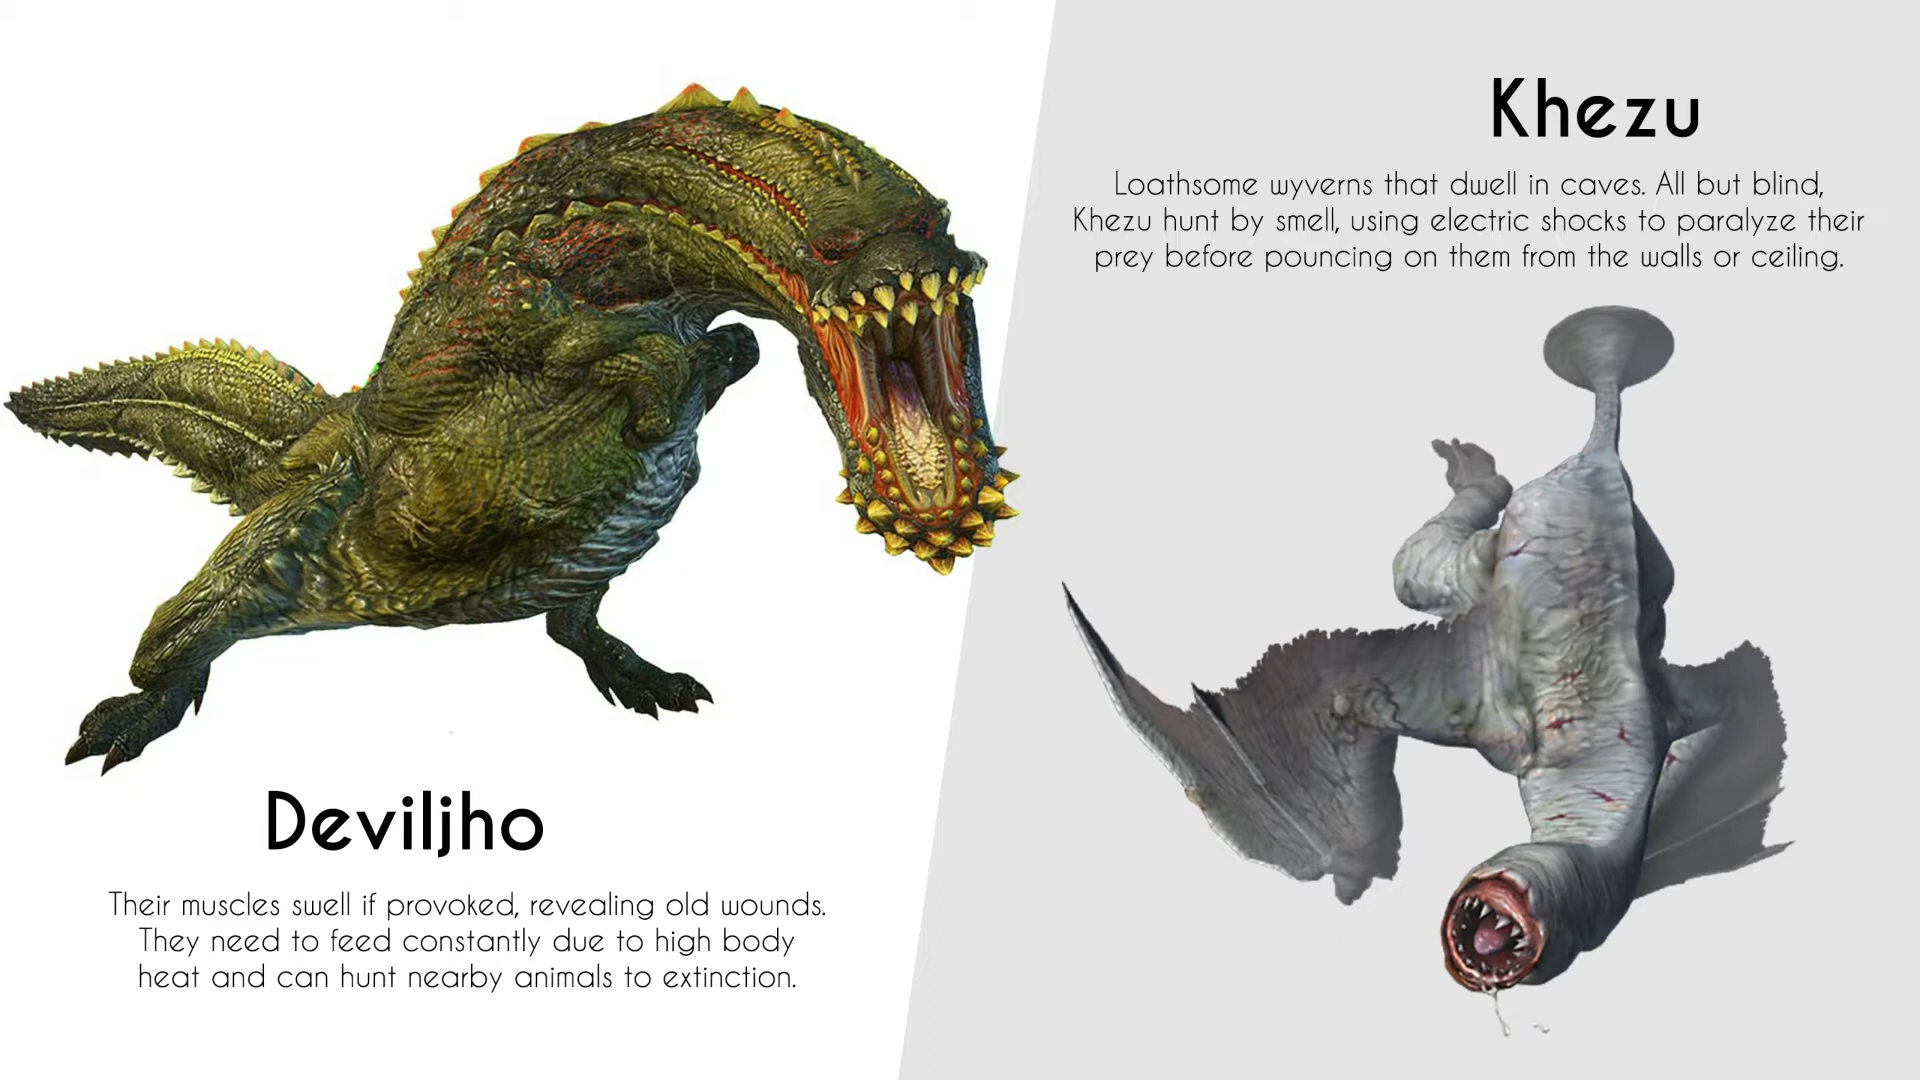 Khezu
Loathsome wyverns that dwell in caves. All but blind,
Khezu hunt by smell, using electric shocks to paralyze their
prey before pouncing on them from the walls or ceiling.
Deviljho
Their muscles swell if provoked, revealing old wounds.
They need to feed constantly due to high body
heat and can hunt nearby animals to extinction.